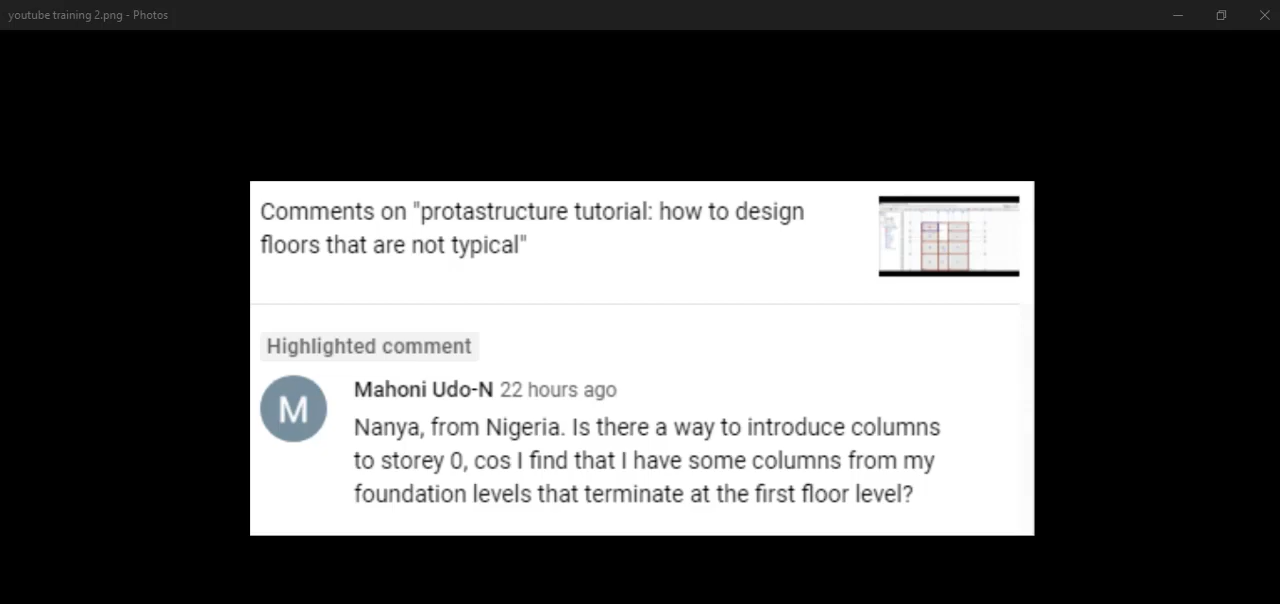 youtube training 2.png - Photos
Comments on "protastructure tutorial: how to design
floors that are not typical"
Highlighted comment
M
Mahoni Udo-N 22 hours ago
Nanya, from Nigeria. Is there a way to introduce columns
to storey 0, cos I find that I have some columns from my
foundation levels that terminate at the first floor level?